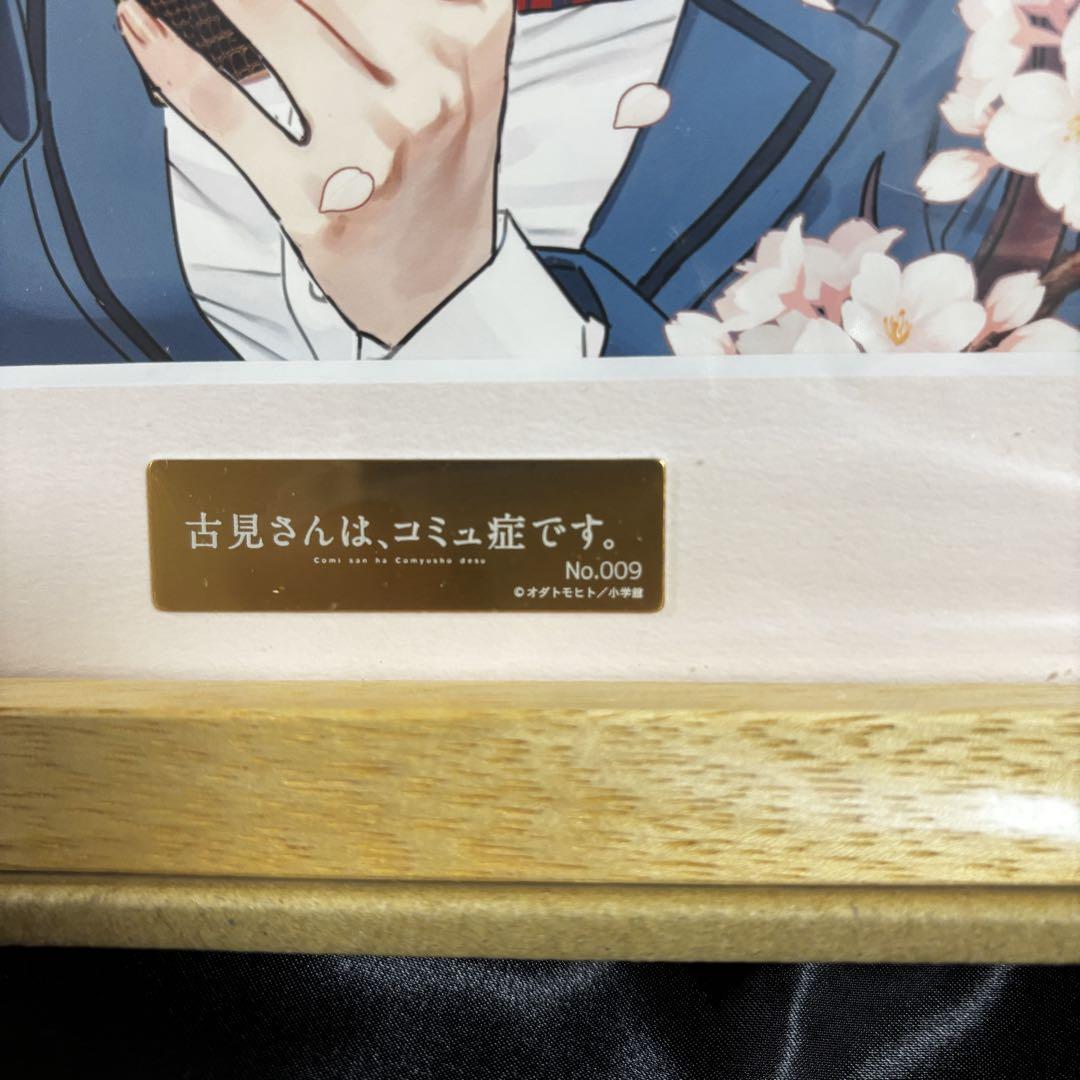 古見さんは、コミュ症です。
Comi san ha Comyusho desu
No.009
©オダトモヒト／小学館